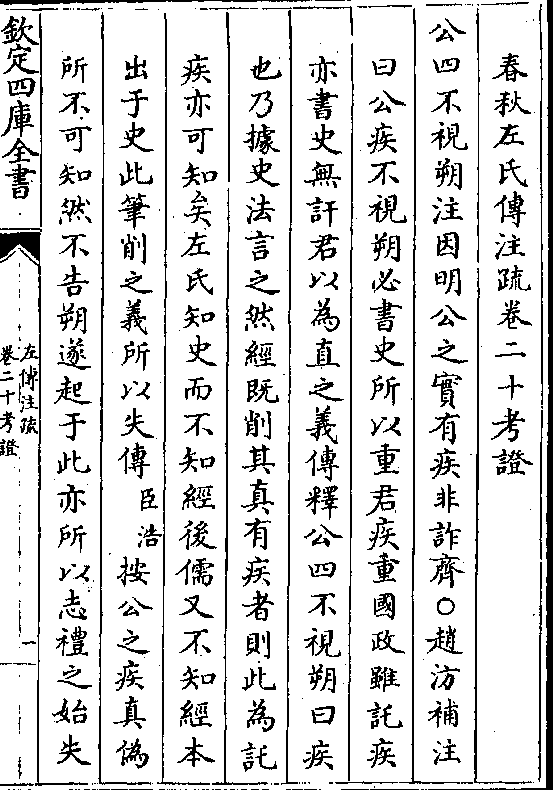 春秋左氏傳注疏卷二十考證
公四不視朔注因明公之實有疾非詐齊○趙汸補注
曰公疾不視朔必書史所以重君疾重國政雖託疾
亦書史無訐君以為直之義傳釋公四不視朔曰疾
也乃據史法言之然經既削其真有疾者則此為託
疾亦可知矣左氏知史而不知經後儒又不知經本
出于史此筆削之義所以失傳臣浩按公之疾真偽
所不可知然不告朔遂起于此亦所以志禮之始失
欽定四庫全書
左傳注疏
卷二十考證
一